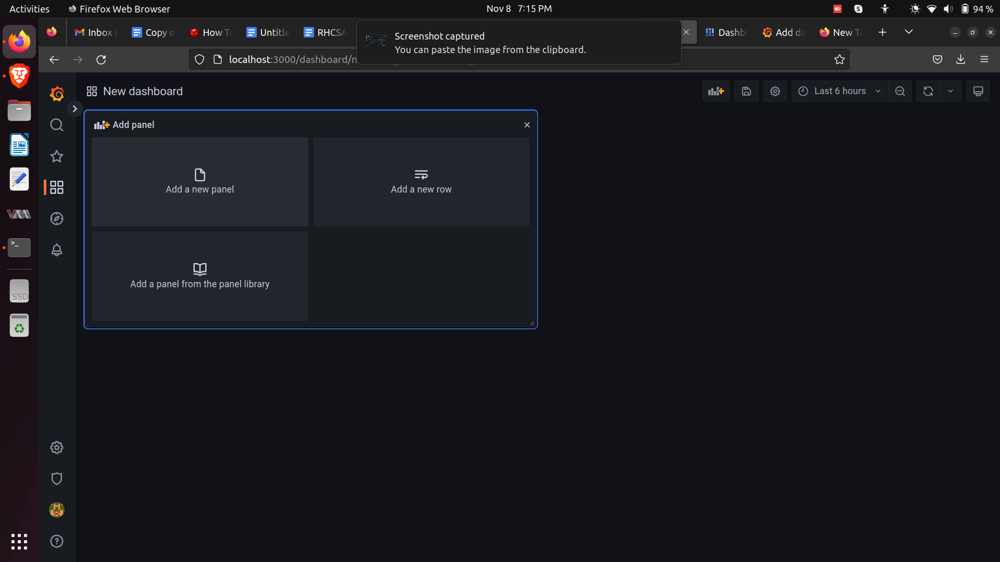 Activities
Firefox Web Browser
Nov 8 7:15 PM
94 %
Inbox (
Copy o
How To
Untitle
RHCSA
Dashb
Add da
New Ta
Screenshot captured
You can paste the image from the clipboard.
localhost:3000/dashboard/n
New dashboard
Last 6 hours
Add panel
Add a new panel
Add a new row
Add a panel from the panel library
SSD